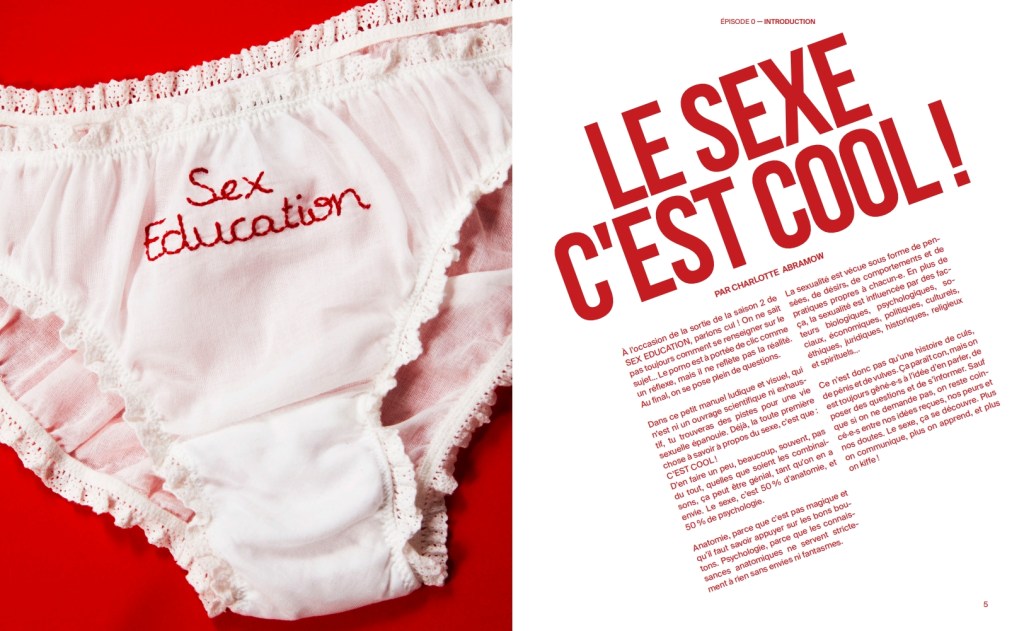 Sex
Education
ÉPISODE 0 — INTRODUCTION
LE SEXE
C'EST COOL !
PAR CHARLOTTE ABRAMOW
À l'occasion de la sortie de la saison 2 de
SEX EDUCATION, parlons cul ! On ne sait
pas toujours comment se renseigner sur le
sujet... Le porno est à portée de clic comme
un réflexe, mais il ne reflète pas la réalité.
Au final, on se pose plein de questions.
Dans ce petit manuel ludique et visuel, qui
n'est ni un ouvrage scientifique ni exhaus-
tif, tu trouveras des pistes pour une vie
sexuelle épanouie. Déjà, la toute première
chose à savoir à propos du sexe, c'est que :
C'EST COOL !
D'en faire un peu, beaucoup, souvent, pas
du tout, quelles que soient les combinai-
sons, ça peut être génial, tant qu'on en a
envie. Le sexe, c'est 50 % d'anatomie, et
50 % de psychologie.
Anatomie, parce que c'est pas magique et
qu'il faut savoir appuyer sur les bons bou-
tons. Psychologie, parce que les connais-
sances anatomiques ne servent stricte-
ment à rien sans envies ni fantasmes.
La sexualité est vécue sous forme de pen-
sées, de désirs, de comportements et de
pratiques propres à chacun-e. En plus de
ça, la sexualité est influencée par des fac-
teurs biologiques, psychologiques, so-
ciaux, économiques, politiques, culturels,
éthiques, juridiques, historiques, religieux
et spirituels...
Ce n'est donc pas qu'une histoire de culs,
de pénis et de vulves. Ça paraît con, mais on
est toujours gêné-e-s à l'idée d'en parler, de
poser des questions et de s'informer. Sauf
que si on ne demande pas, on reste coin-
cé-e-s entre nos idées reçues, nos peurs et
nos doutes. Le sexe, ça se découvre. Plus
on communique, plus on apprend, et plus
on kiffe !
5